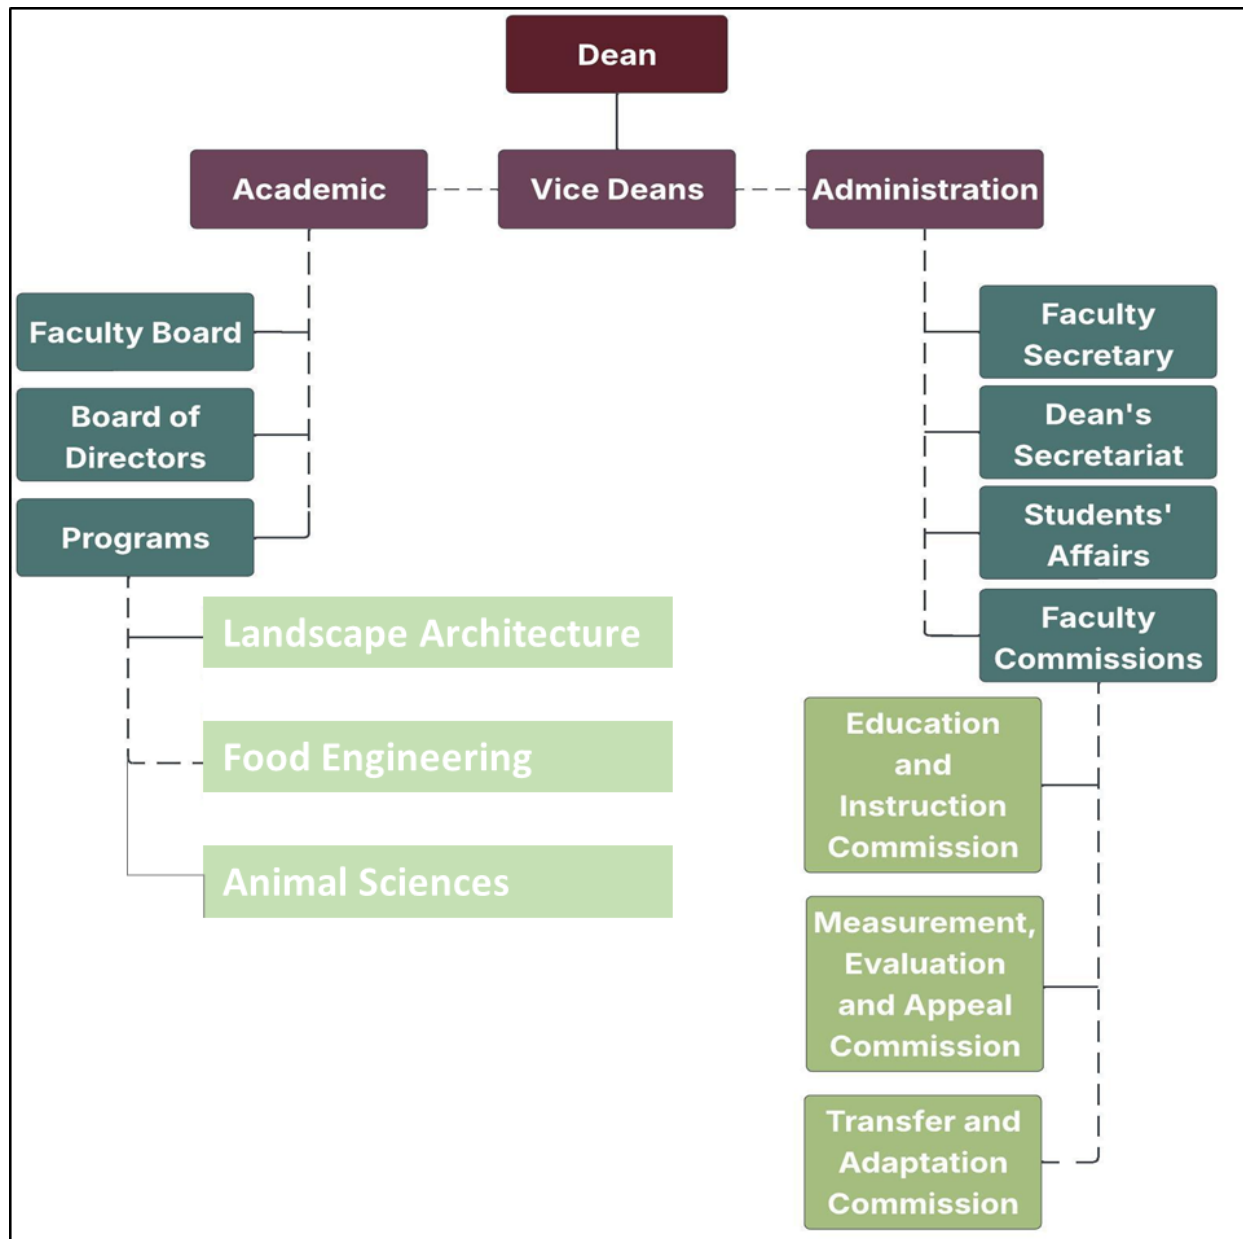 Dean
Academic
Vice Deans
Administration
Faculty Board
Board of
Directors
Programs
Landscape Architecture
Food Engineering
Animal Sciences
Faculty
Secretary
Dean's
Secretariat
Students'
Affairs
Faculty
Commissions
Education
and
Instruction
Commission
Measurement,
Evaluation
and Appeal
Commission
Transfer and
Adaptation
Commission